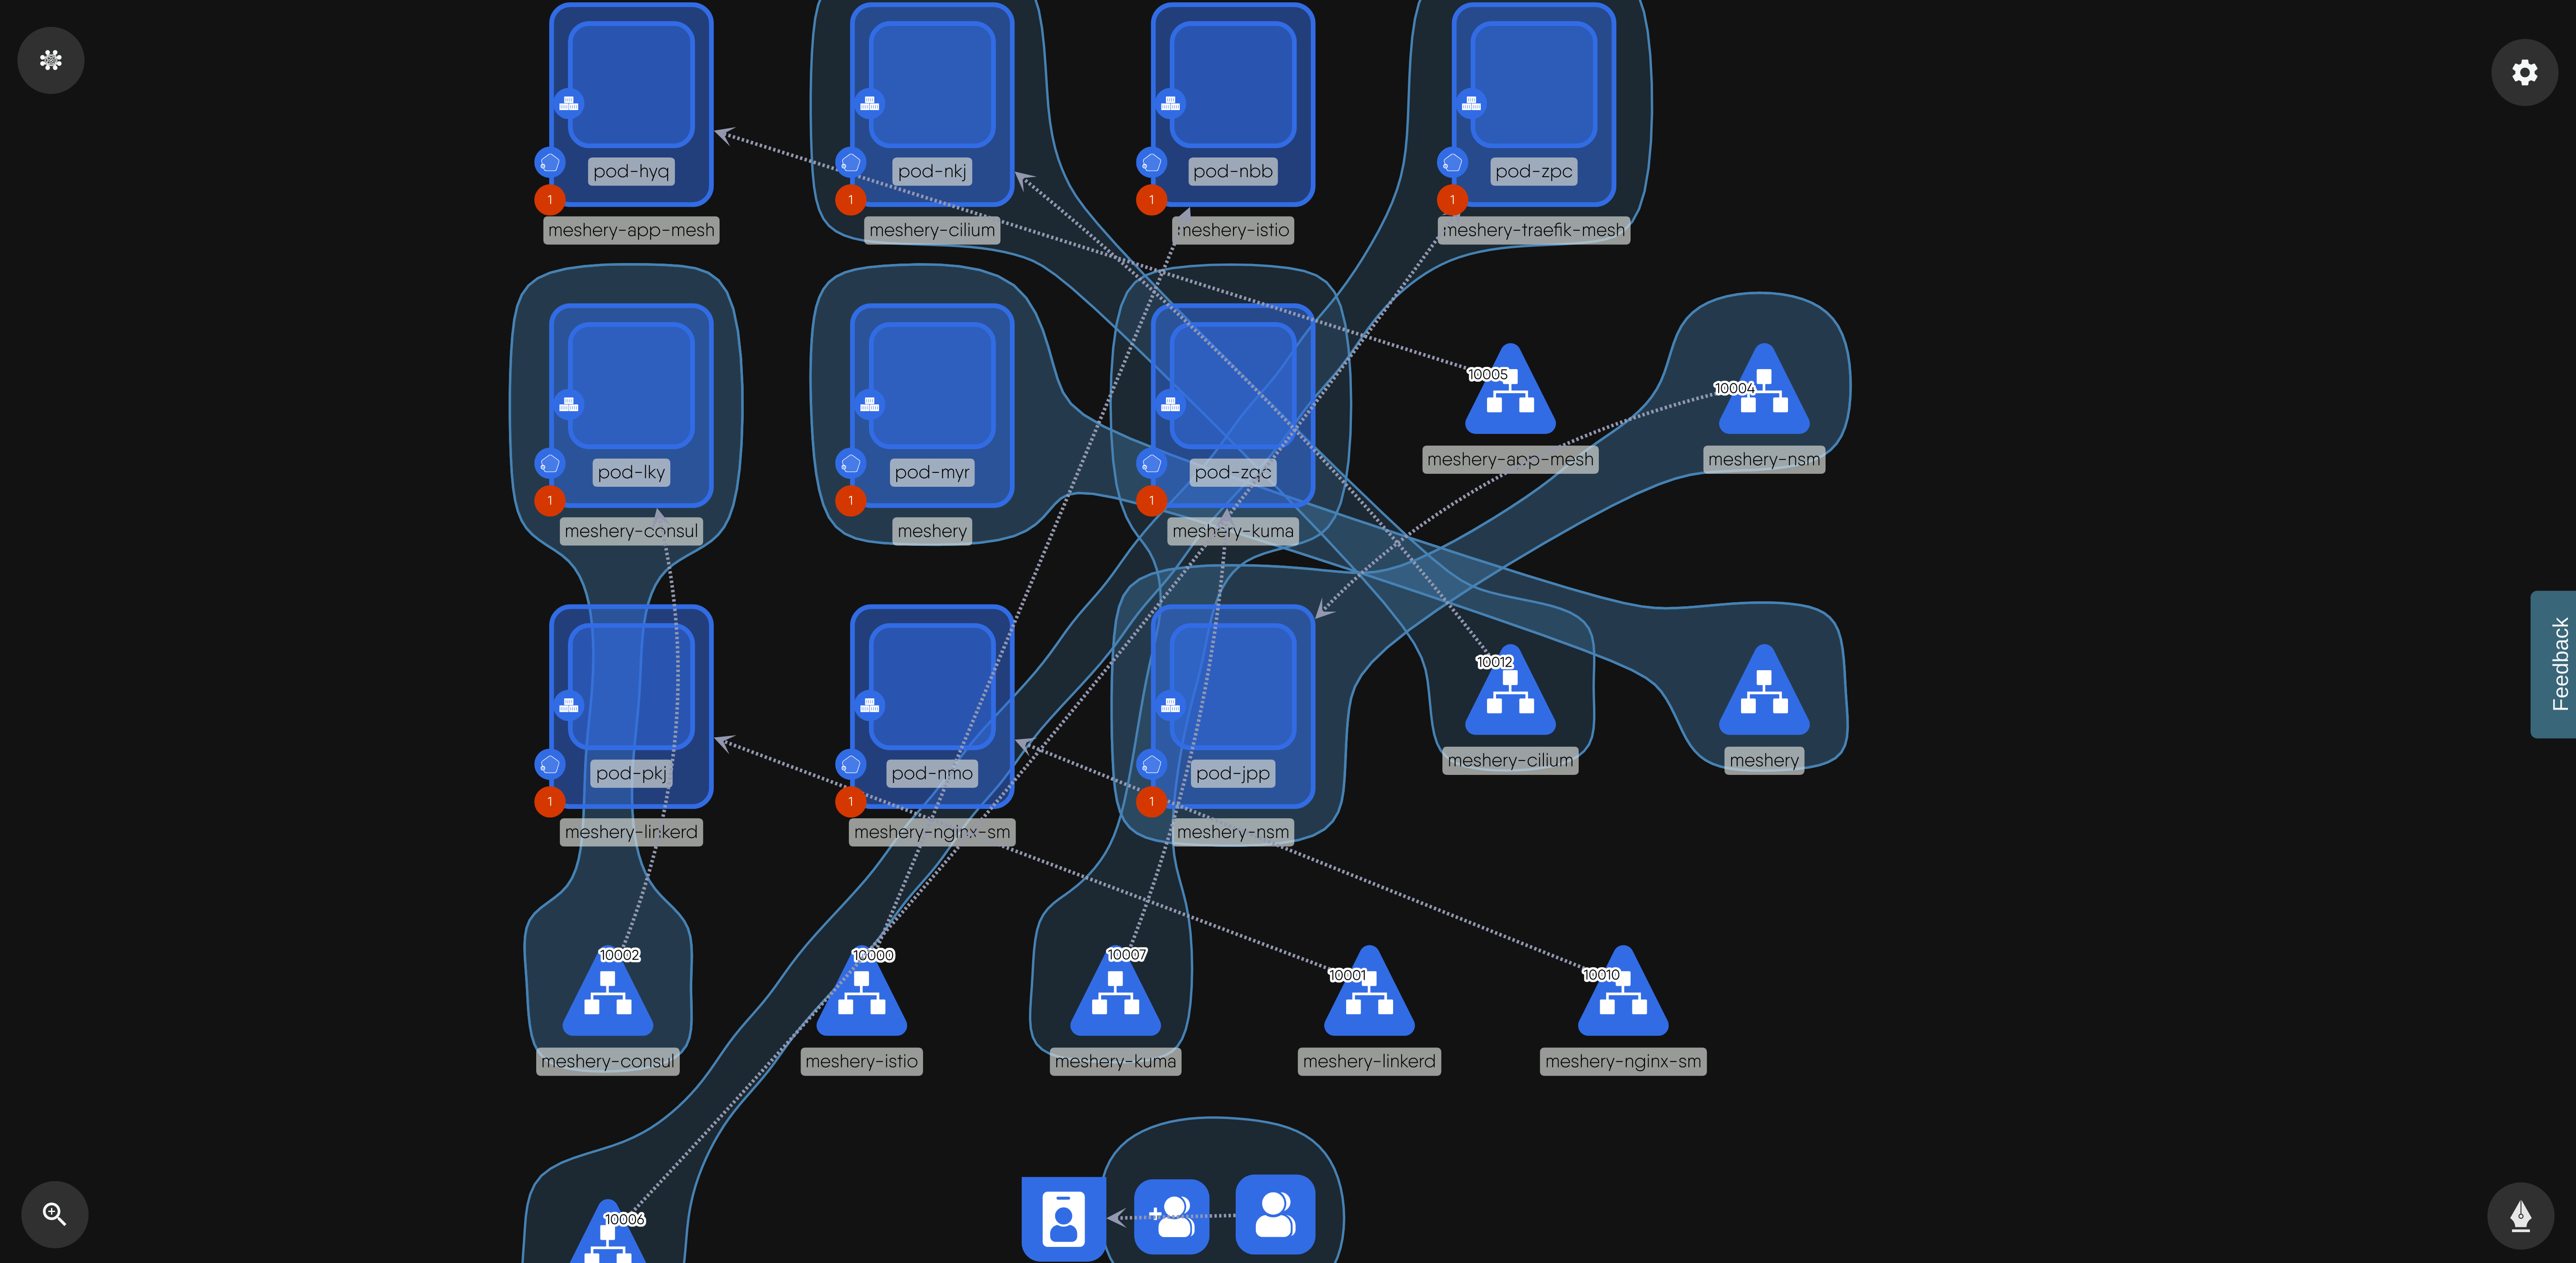 pod-hyq
pod-nkj
pod-nbb
pod-zpc
1
1
1
1
meshery-app-mesh
meshery-cilium
meshery-istio
meshery-traefik-mesh
10005
10004
pod-lky
pod-myr
pod-zqc
meshery-app-mesh
meshery-nsm
1
1
1
meshery-consul
meshery
meshery-kuma
10012
Feedback
pod-pkj
pod-nmo
pod-jpp
meshery-cilium
meshery
1
1
1
meshery-linkerd
meshery-nginx-sm
meshery-nsm
10002
10000
10007
10001
10010
meshery-consul
meshery-istio
meshery-kuma
meshery-linkerd
meshery-nginx-sm
10006